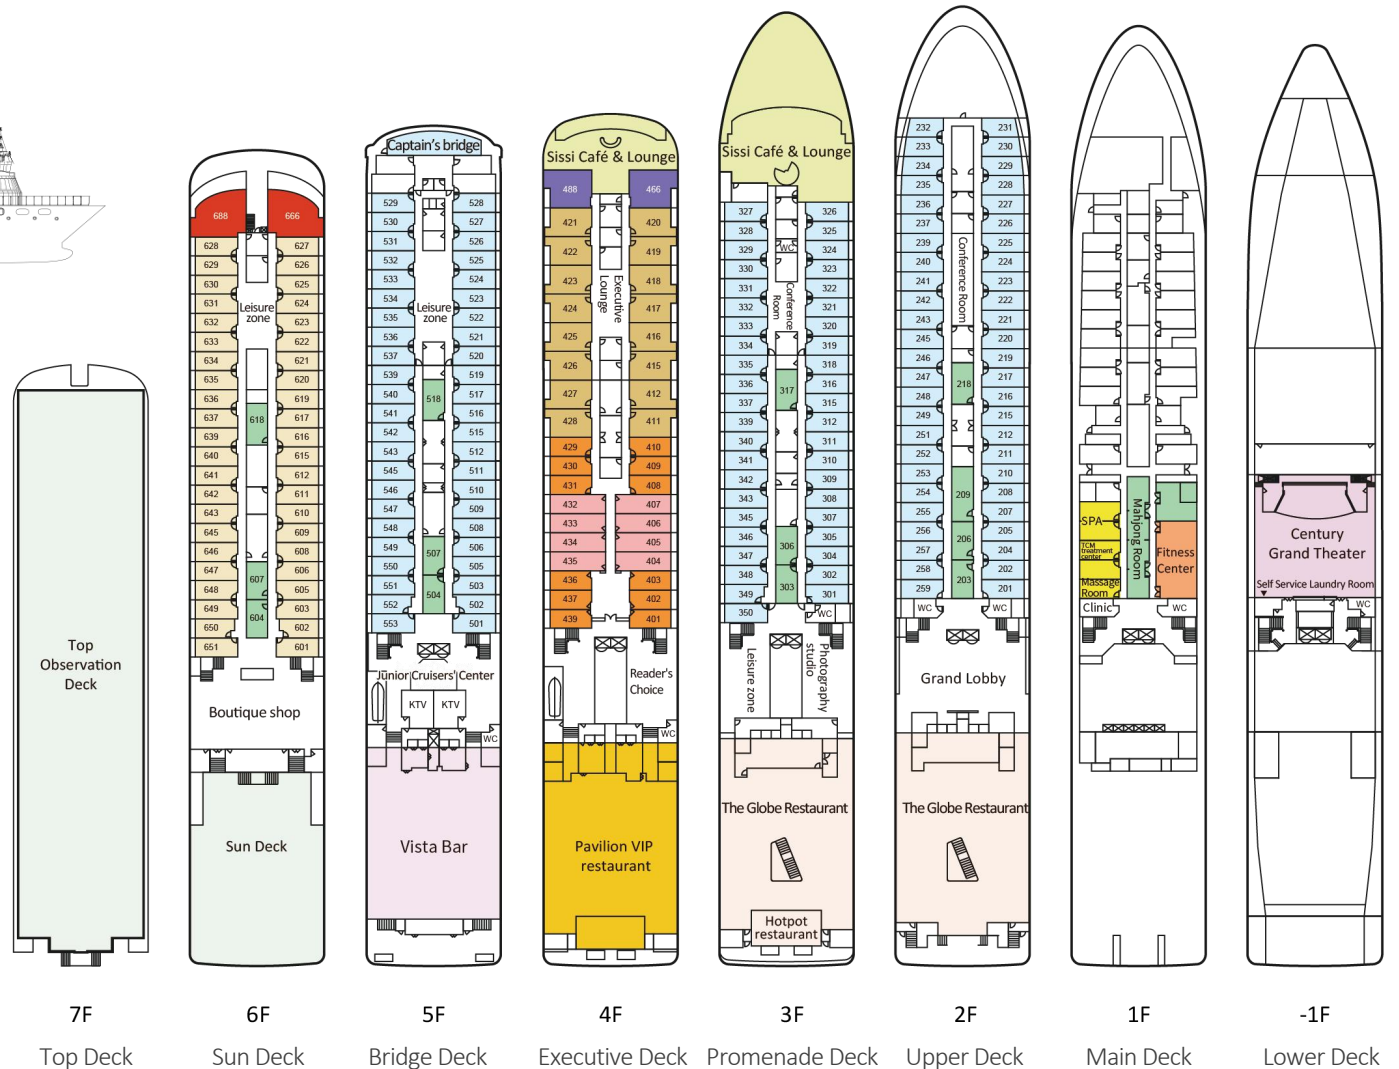 Top
Observation
Deck
688 666
628 627
629 626
630 625
631 624
Leisure
zone
632 623
633 622
634 621
635 620
636 619
637 618 617
639 616
640 615
641 612
642 611
643 610
645 609
646 608
647 607 606
648 605
649 604 603
650 602
651 601
Boutique shop
Sun Deck
Captain's bridge
529 528
530 527
531 526
532 525
533 524
534 523
Leisure
zone
535 522
536 521
537 520
539 519
540 518 517
541 516
542 515
543 512
545 511
546 510
547 509
548 508
549 507 506
550 505
551 504 503
552 502
553 501
Junior Cruisers' Center
KTV KTV
WC
Vista Bar
Sissi Café & Lounge
488 466
421 420
422 419
423 418
Executive
Lounge
424 417
425 416
426 415
427 412
428 411
429 410
430 409
431 408
432 407
433 406
434 405
435 404
436 403
437 402
439 401
Reader's
Choice
WC
Pavilion VIP
restaurant
Sissi Café & Lounge
327 326
328 325
329 WC 324
330 323
331 322
332 321
Conference
Room
333 320
334 319
335 318
336 317 316
337 315
339 312
340 311
341 310
342 309
343 308
345 307
346 306 305
347 304
348 303 302
349 301
350 WC
Leisure zone
Photography
studio
The Globe Restaurant
Hotpot
restaurant
232 231
233 230
234 229
235 228
236 227
237 226
239 225
240 224
241 223
Conference Room
242 222
243 221
245 220
246 219
247 218 217
248 216
249 215
251 212
252 211
253 210
254 209 208
255 207
256 206 205
257 204
258 203 202
259 201
WC WC
Grand Lobby
The Globe Restaurant
SPA
TCM
treatment
center
Massage
Room
Mahjong Room
Fitness
Center
Clinic WC
Century
Grand Theater
Self Service Laundry Room
WC
7F 6F 5F 4F 3F 2F 1F -1F
Top Deck Sun Deck Bridge Deck Executive Deck Promenade Deck Upper Deck Main Deck Lower Deck